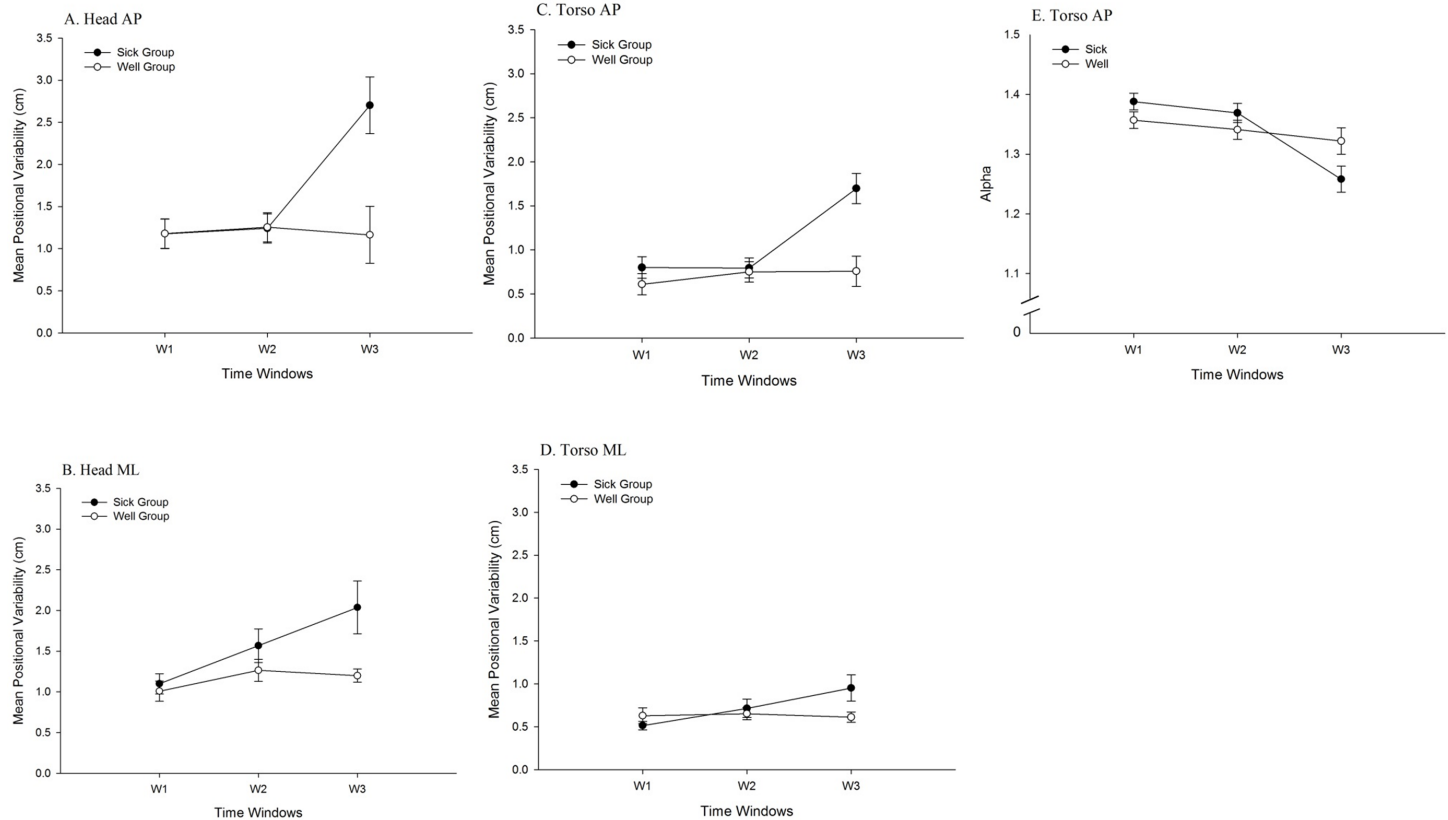 A. Head AP
3.5
3.0
2.5
2.0
1.5
1.0
0.5
0.0
Mean Positional Variability (cm)
Sick Group
Well Group
W1 W2 W3
Time Windows
B. Head ML
3.5
3.0
2.5
2.0
1.5
1.0
0.5
0.0
Mean Positional Variability (cm)
Sick Group
Well Group
W1 W2 W3
Time Windows
C. Torso AP
3.5
3.0
2.5
2.0
1.5
1.0
0.5
0.0
Mean Positional Variability (cm)
Sick Group
Well Group
W1 W2 W3
Time Windows
D. Torso ML
3.5
3.0
2.5
2.0
1.5
1.0
0.5
0.0
Mean Positional Variability (cm)
Sick Group
Well Group
W1 W2 W3
Time Windows
E. Torso AP
1.5
1.4
1.3
1.2
1.1
0
Alpha
Sick
Well
W1 W2 W3
Time Windows